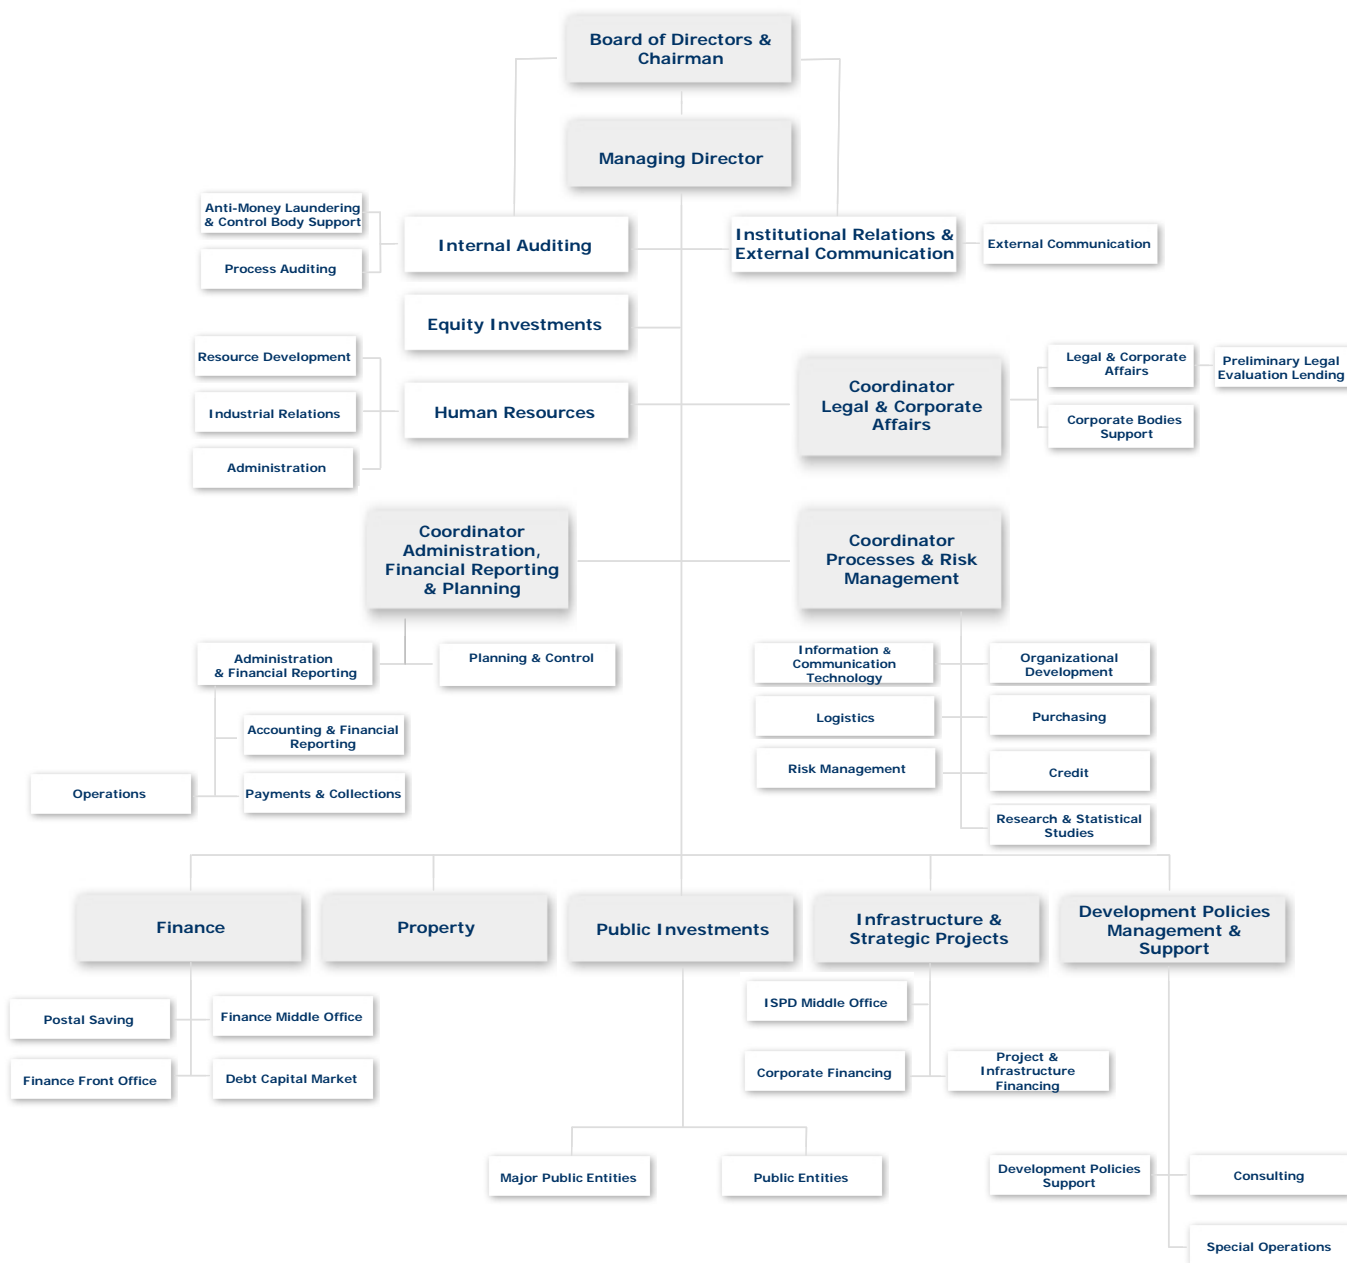 Board of Directors &
Chairman
Managing Director
Anti-Money Laundering
& Control Body Support
Process Auditing
Internal Auditing
Institutional Relations &
External Communication
External Communication
Equity Investments
Resource Development
Industrial Relations
Administration
Human Resources
Coordinator
Legal & Corporate
Affairs
Legal & Corporate
Affairs
Preliminary Legal
Evaluation Lending
Corporate Bodies
Support
Coordinator
Administration,
Financial Reporting
& Planning
Coordinator
Processes & Risk
Management
Administration
& Financial Reporting
Planning & Control
Accounting & Financial
Reporting
Operations
Payments & Collections
Information &
Communication
Technology
Organizational
Development
Logistics
Purchasing
Risk Management
Credit
Research & Statistical
Studies
Finance
Property
Public Investments
Infrastructure &
Strategic Projects
Development Policies
Management &
Support
Postal Saving
Finance Middle Office
Finance Front Office
Debt Capital Market
ISPD Middle Office
Corporate Financing
Project &
Infrastructure
Financing
Major Public Entities
Public Entities
Development Policies
Support
Consulting
Special Operations